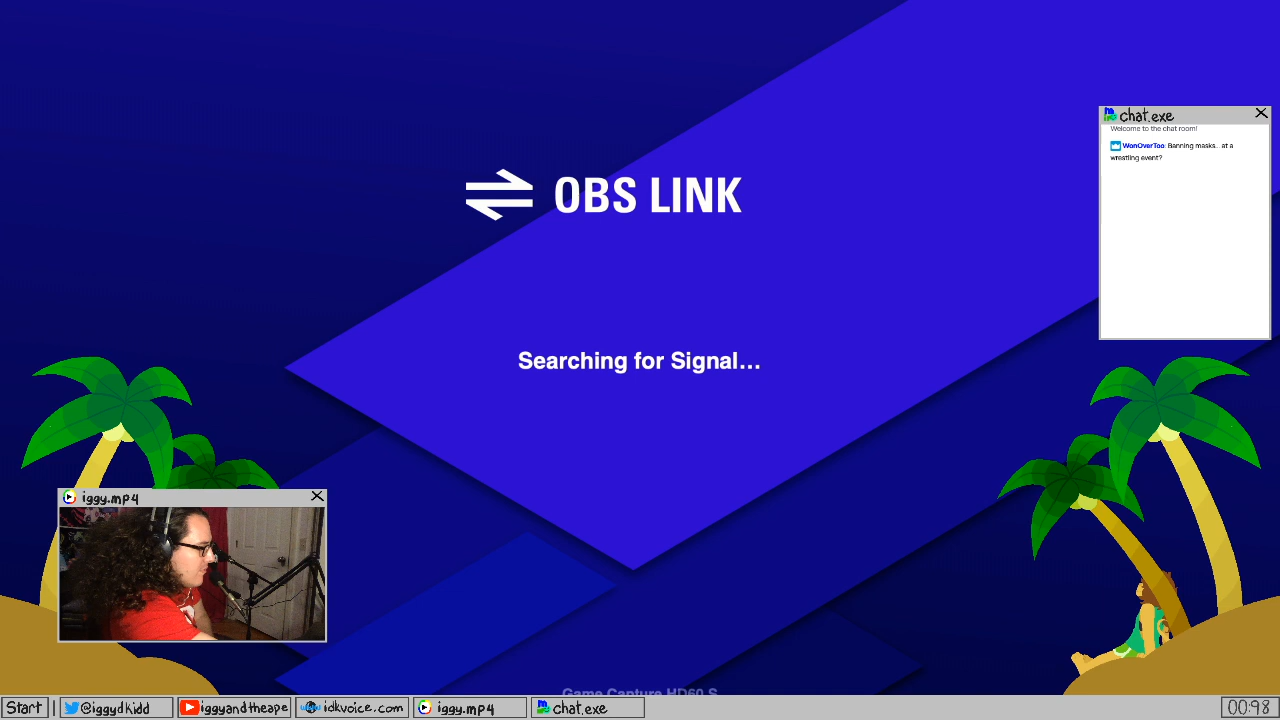 chat.exe
Welcome to the chat room!
WonOverToo: Banning masks... at a
wrestling event?
OBS LINK
Searching for Signal...
iggy.mp4
Game Capture HD60 S
Start
@iggydkidd
iggyandtheape
idkvoice.com
iggy.mp4
chat.exe
00:98